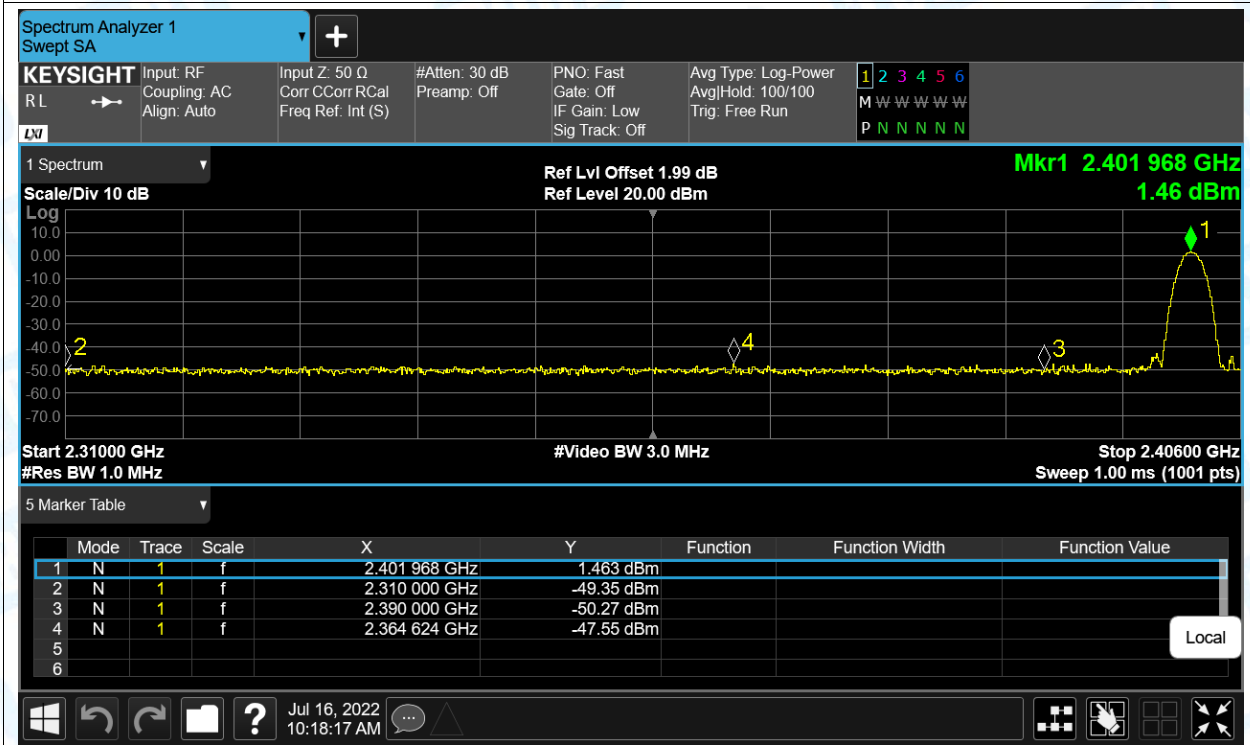 Spectrum Analyzer 1
Swept SA
+
KEYSIGHT Input: RF Input Z: 50 Ω #Atten: 30 dB PNO: Fast Avg Type: Log-Power 1 2 3 4 5 6
R L Coupling: AC Corr CCorr RCal Preamp: Off Gate: Off Avg|Hold: 100/100 M W W W W W
Align: Auto Freq Ref: Int (S) IF Gain: Low Trig: Free Run
LXI Sig Track: Off P N N N N N
1 Spectrum Ref Lvl Offset 1.99 dB Mkr1 2.401 968 GHz
Scale/Div 10 dB Ref Level 20.00 dBm 1.46 dBm
Log
10.0 1
0.00
-10.0
-20.0
-30.0
-40.0 2 4 3
-50.0
-60.0
-70.0
Start 2.31000 GHz #Video BW 3.0 MHz Stop 2.40600 GHz
#Res BW 1.0 MHz Sweep 1.00 ms (1001 pts)
5 Marker Table
Mode Trace Scale X Y Function Function Width Function Value
1 N 1 f 2.401 968 GHz 1.463 dBm
2 N 1 f 2.310 000 GHz -49.35 dBm
3 N 1 f 2.390 000 GHz -50.27 dBm
4 N 1 f 2.364 624 GHz -47.55 dBm
5
6
Local
? Jul 16, 2022
10:18:17 AM